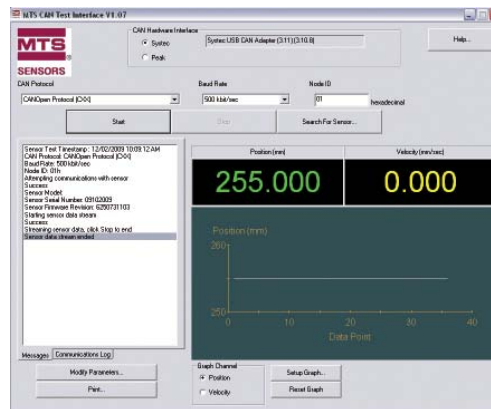 MTS CAN Test Interface V1.07
MTS
SENSORS
CAN Hardware Interface
Systec
Peak
Systec USB CAN Adapter (3.11)(3.10.8)
Help...
CAN Protocol
CANOpen Protocol (CXX)
Baud Rate
500 kbit/sec
Node ID
01
hexadecimal
Start
Stop
Search For Sensor...
Sensor Test Timestamp: 12/02/2009 10:09:12 AM
CAN Protocol: CANOpen Protocol (CXX)
Baud Rate: 500 kbit/sec
Node ID: 01h
Attempting communications with sensor
Success
Sensor Model:
Sensor Serial Number: 09102009
Sensor Firmware Revision: 6250731103
Starting sensor data stream
Success
Streaming sensor data, click Stop to end
Sensor data stream ended
Messages
Communications Log
Position (mm)
Velocity (mm/sec)
255.000
0.000
Position (mm)
260
250
0
10
20
30
40
Data Point
Modify Parameters...
Print...
Graph Channel
Position
Velocity
Setup Graph...
Reset Graph